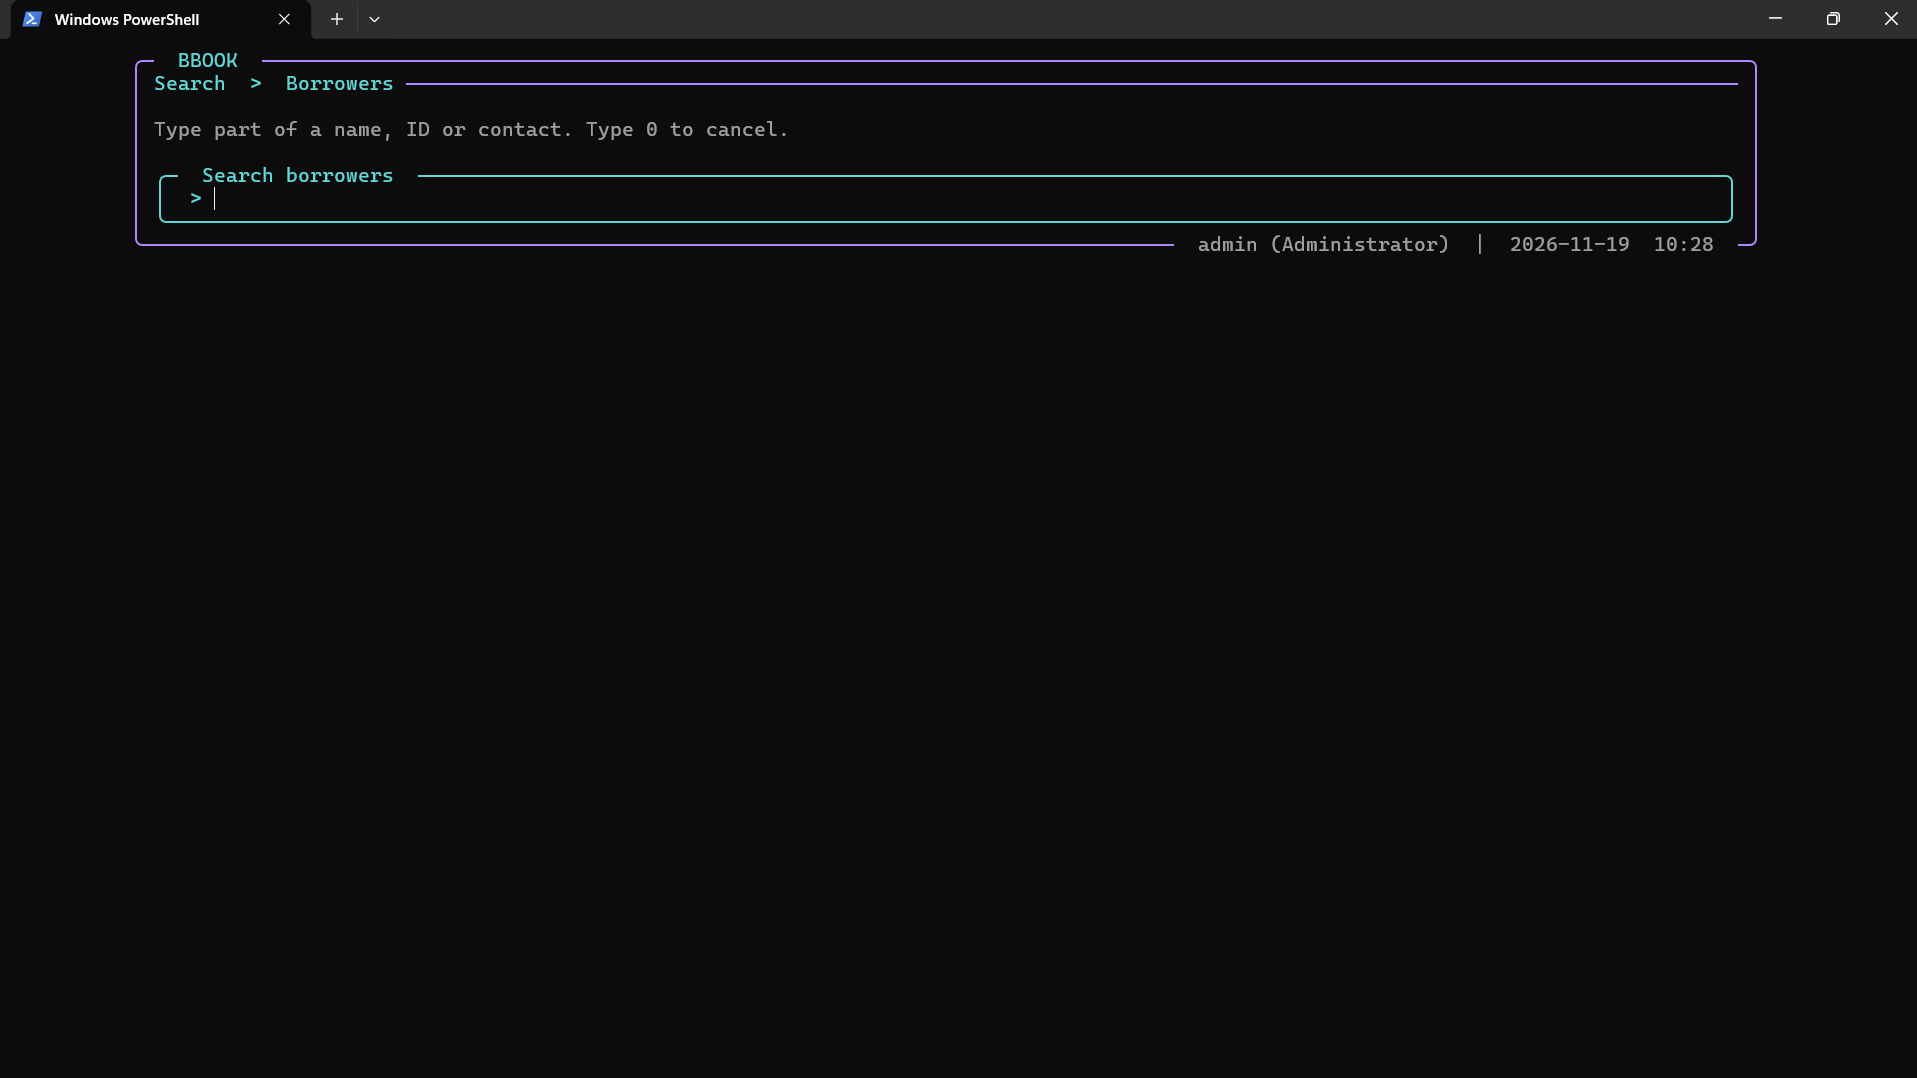 Windows PowerShell
BBOOK
Search > Borrowers
Type part of a name, ID or contact. Type 0 to cancel.
Search borrowers
>
admin (Administrator) | 2026-11-19 10:28